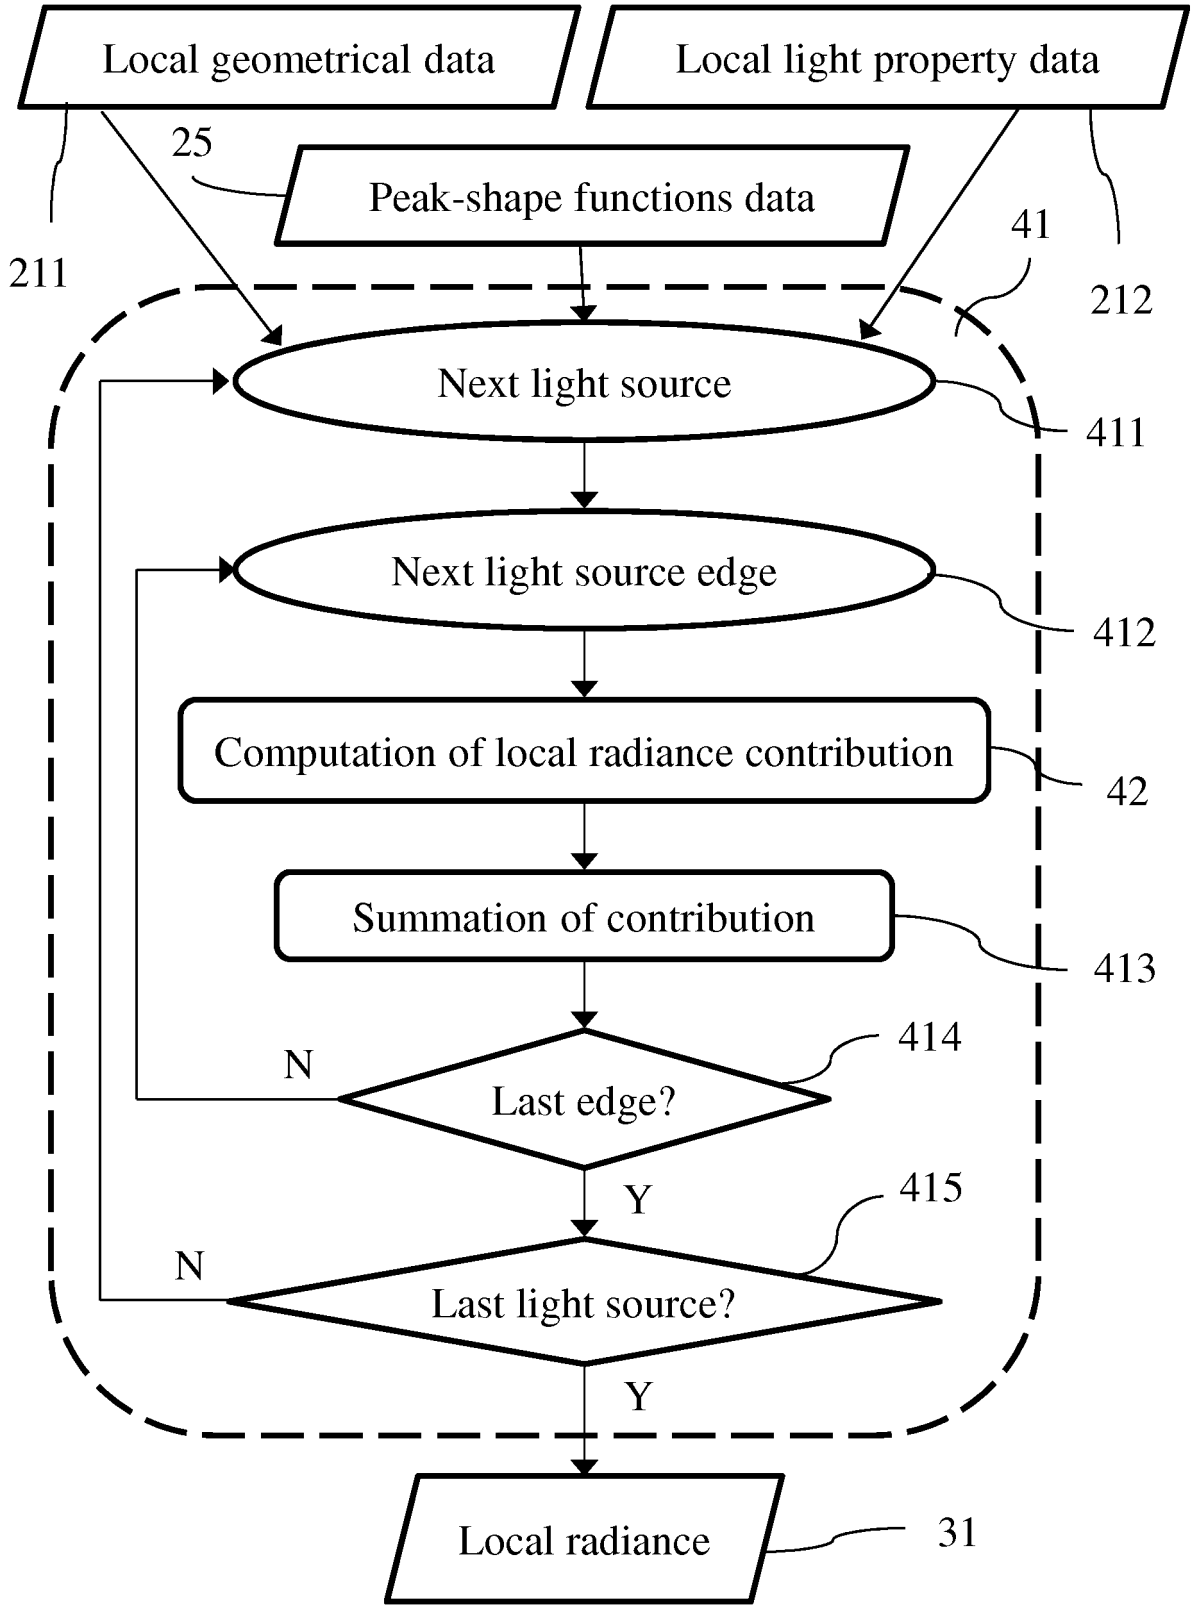 Local geometrical data
Local light property data
25
Peak-shape functions data
41
211
212
Next light source
411
Next light source edge
412
Computation of local radiance contribution
42
Summation of contribution
413
414
N
Last edge?
Y
415
N
Last light source?
Y
Local radiance
31